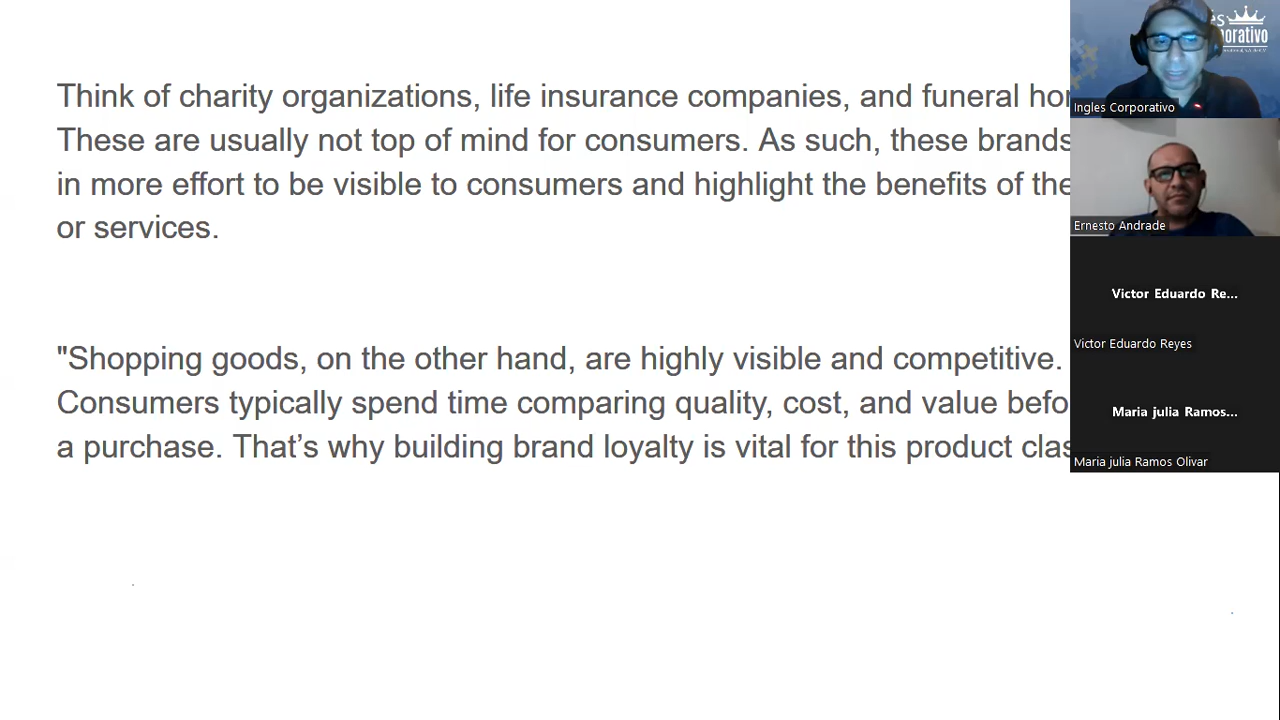 Think of charity organizations, life insurance companies, and funeral
These are usually not top of mind for consumers. As such, these brands
in more effort to be visible to consumers and highlight the benefits of
or services.
"Shopping goods, on the other hand, are highly visible and competitive.
Consumers typically spend time comparing quality, cost, and value
a purchase. That's why building brand loyalty is vital for this product
Ingles Corporativo
Ernesto Andrade
Victor Eduardo Re...
Victor Eduardo Reyes
Maria julia Ramos...
Maria julia Ramos Olivar